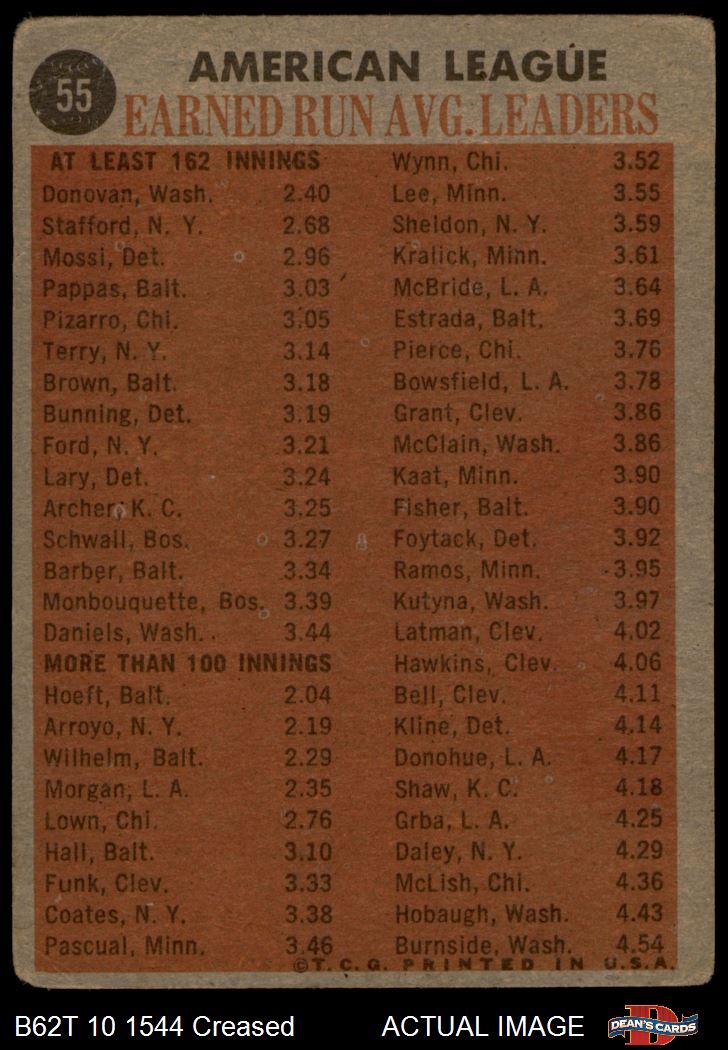 55
AMERICAN LEAGUE
EARNED RUN AVG. LEADERS
AT LEAST 162 INNINGS
Donovan, Wash. 2.40
Stafford, N. Y. 2.68
Mossi, Det. 2.96
Pappas, Balt. 3.03
Pizarro, Chi. 3.05
Terry, N. Y. 3.14
Brown, Balt. 3.18
Bunning, Det. 3.19
Ford, N. Y. 3.21
Lary, Det. 3.24
Archer, K. C. 3.25
Schwall, Bos. 3.27
Barber, Balt. 3.34
Monbouquette, Bos. 3.39
Daniels, Wash. 3.44
MORE THAN 100 INNINGS
Hoeft, Balt. 2.04
Arroyo, N. Y. 2.19
Wilhelm, Balt. 2.29
Morgan, L. A. 2.35
Lown, Chi. 2.76
Hall, Balt. 3.10
Funk, Clev. 3.33
Coates, N. Y. 3.38
Pascual, Minn. 3.46
Wynn, Chi. 3.52
Lee, Minn. 3.55
Sheldon, N. Y. 3.59
Kralick, Minn. 3.61
McBride, L. A. 3.64
Estrada, Balt. 3.69
Pierce, Chi. 3.76
Bowsfield, L. A. 3.78
Grant, Clev. 3.86
McClain, Wash. 3.86
Kaat, Minn. 3.90
Fisher, Balt. 3.90
Foytack, Det. 3.92
Ramos, Minn. 3.95
Kutyna, Wash. 3.97
Latman, Clev. 4.02
Hawkins, Clev. 4.06
Bell, Clev. 4.11
Kline, Det. 4.14
Donohue, L. A. 4.17
Shaw, K. C. 4.18
Grba, L. A. 4.25
Daley, N. Y. 4.29
McLish, Chi. 4.36
Hobaugh, Wash. 4.43
Burnside, Wash. 4.54
©T. C. G. PRINTED IN U.S.A.
B62T 10 1544 Creased ACTUAL IMAGE
DEAN'S CARDS